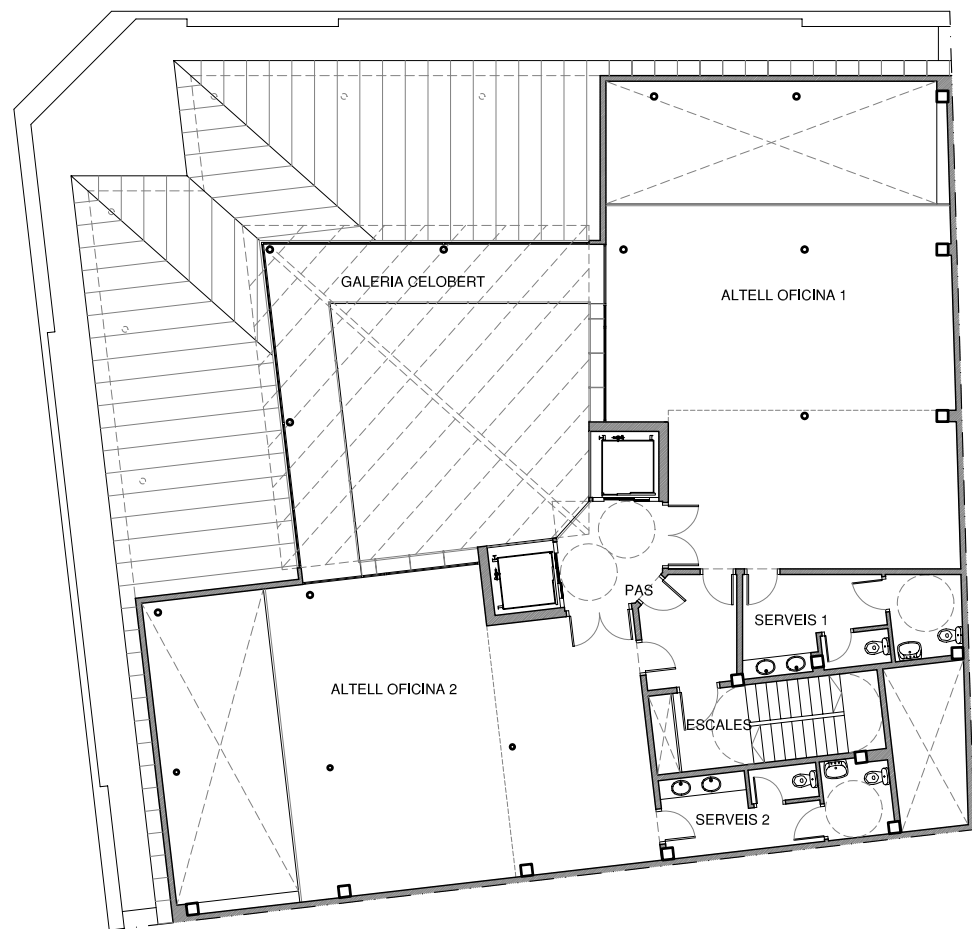 GALERIA CELOBERT
ALTELL OFICINA 1
PAS
SERVEIS 1
ALTELL OFICINA 2
ESCALES
SERVEIS 2